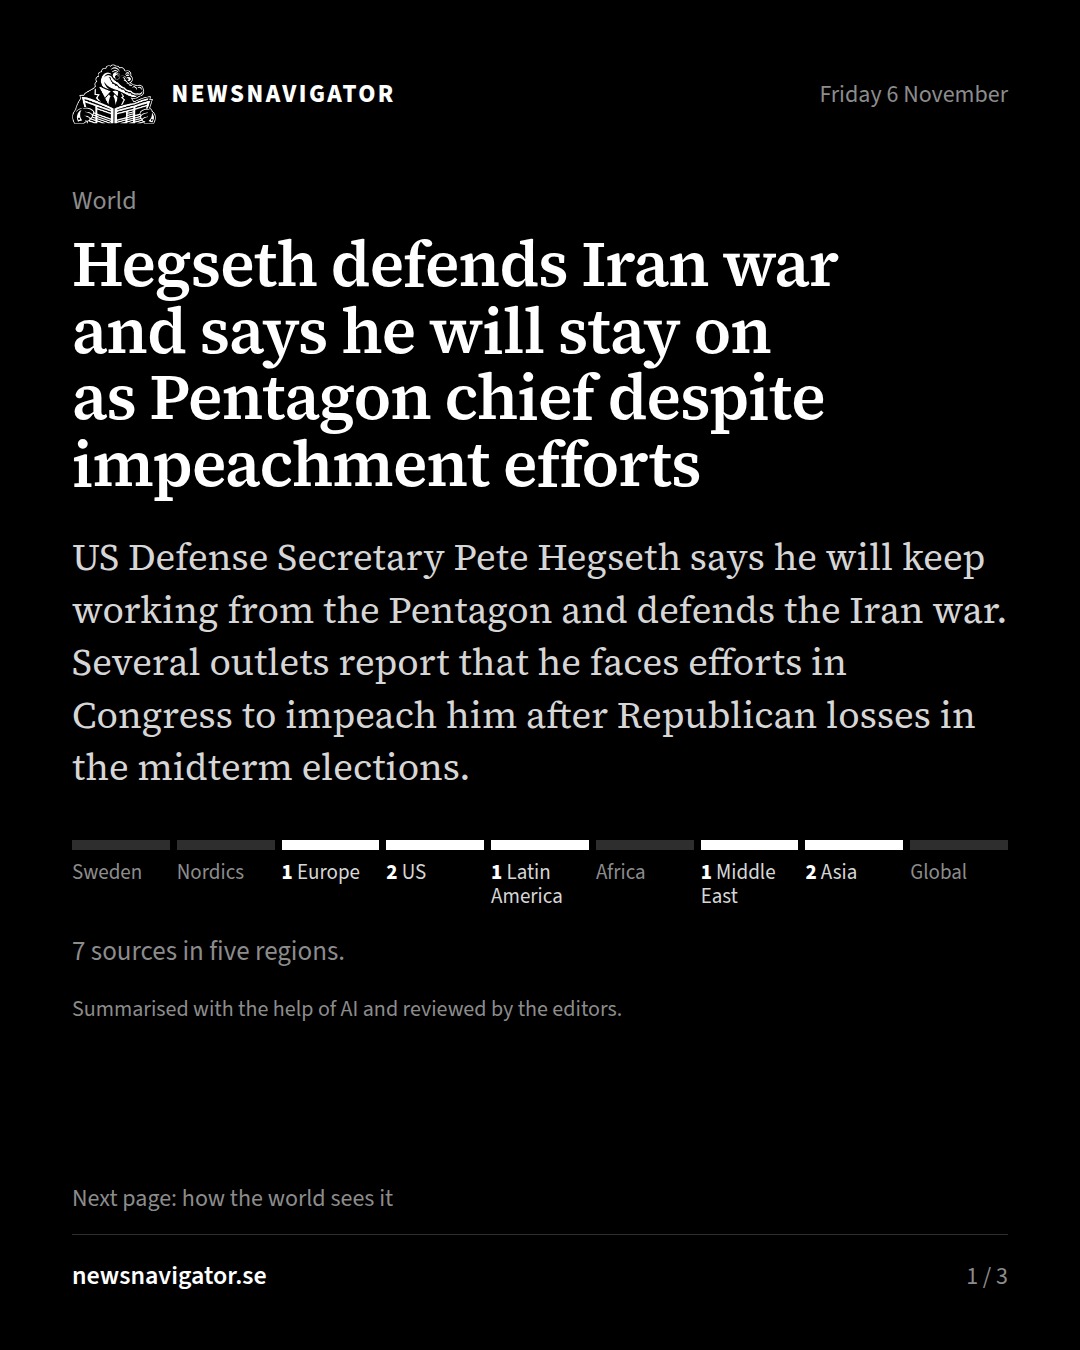 NEWSNAVIGATOR
Friday 6 November
World
Hegseth defends Iran war
and says he will stay on
as Pentagon chief despite
impeachment efforts
US Defense Secretary Pete Hegseth says he will keep
working from the Pentagon and defends the Iran war.
Several outlets report that he faces efforts in
Congress to impeach him after Republican losses in
the midterm elections.
Sweden
Nordics
1 Europe
2 US
1 Latin
America
Africa
1 Middle
East
2 Asia
Global
7 sources in five regions.
Summarised with the help of AI and reviewed by the editors.
Next page: how the world sees it
newsnavigator.se
1 / 3